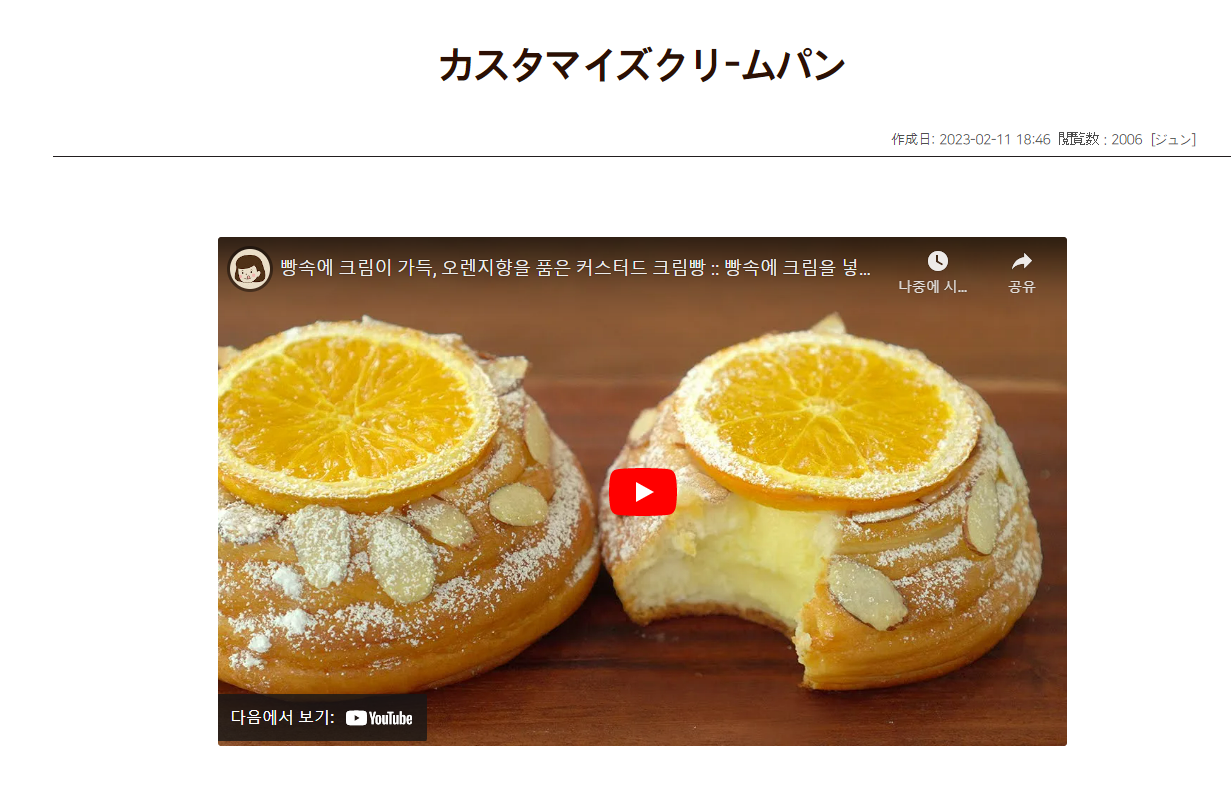 カスタマイズクリームパン
作成日: 2023-02-11 18:46 閲覧数 : 2006 [ジュン]
빵속에 크림이 가득, 오렌지향을 품은 커스터드 크림빵 :: 빵속에 크림을 넣...
나중에 시...
공유
다음에서 보기: YouTube